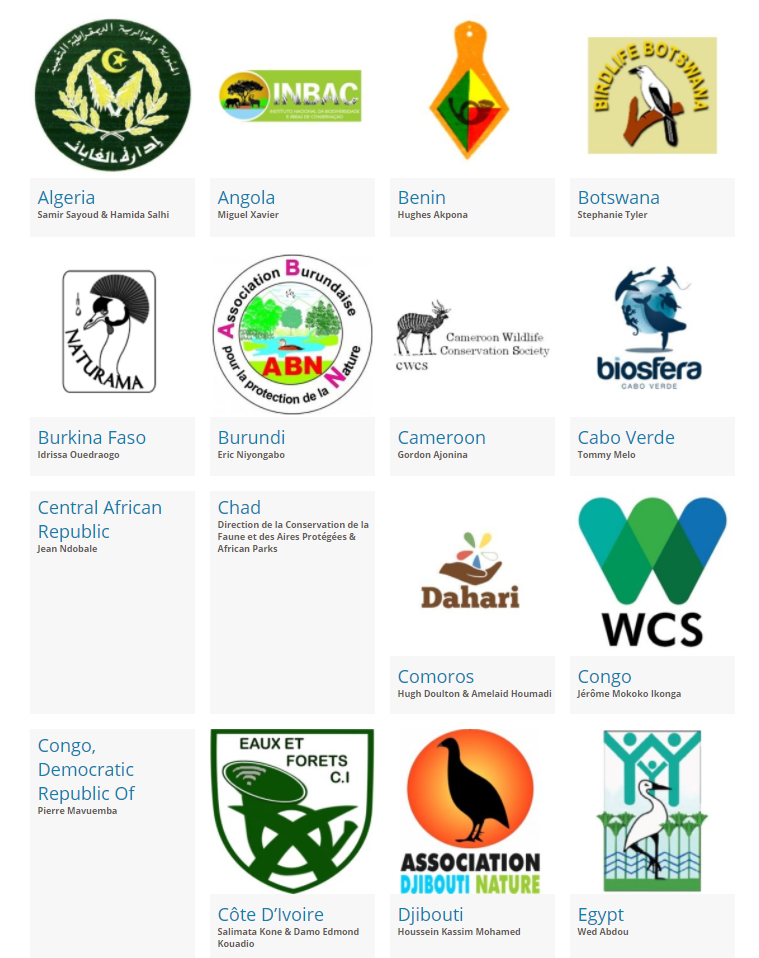 الجمهورية الجزائرية الديمقراطية الشعبية
إدارة الغابات
INBAC
INSTITUTO NACIONAL DA BIODIVERSIDADE
E ÁREAS DE CONSERVAÇÃO
BIRDLIFE BOTSWANA
Algeria
Samir Sayoud & Hamida Salhi
Angola
Miguel Xavier
Benin
Hughes Akpona
Botswana
Stephanie Tyler
NATURAMA
Association Burundaise
pour la protection de la Nature
ABN
Cameroon Wildlife
Conservation Society
cwcs
biosfera
CABO VERDE
Burkina Faso
Idrissa Ouedraogo
Burundi
Eric Niyongabo
Cameroon
Gordon Ajonina
Cabo Verde
Tommy Melo
Central African
Republic
Jean Ndobale
Chad
Direction de la Conservation de la
Faune et des Aires Protégées &
African Parks
Dahari
WCS
Comoros
Hugh Doulton & Amelaid Houmadi
Congo
Jérôme Mokoko Ikonga
Congo,
Democratic
Republic Of
Pierre Mavuemba
EAUX ET
FORETS
C.I
ASSOCIATION
DJIBOUTI NATURE
Côte D’Ivoire
Salimata Kone & Damo Edmond
Kouadio
Djibouti
Houssein Kassim Mohamed
Egypt
Wed Abdou